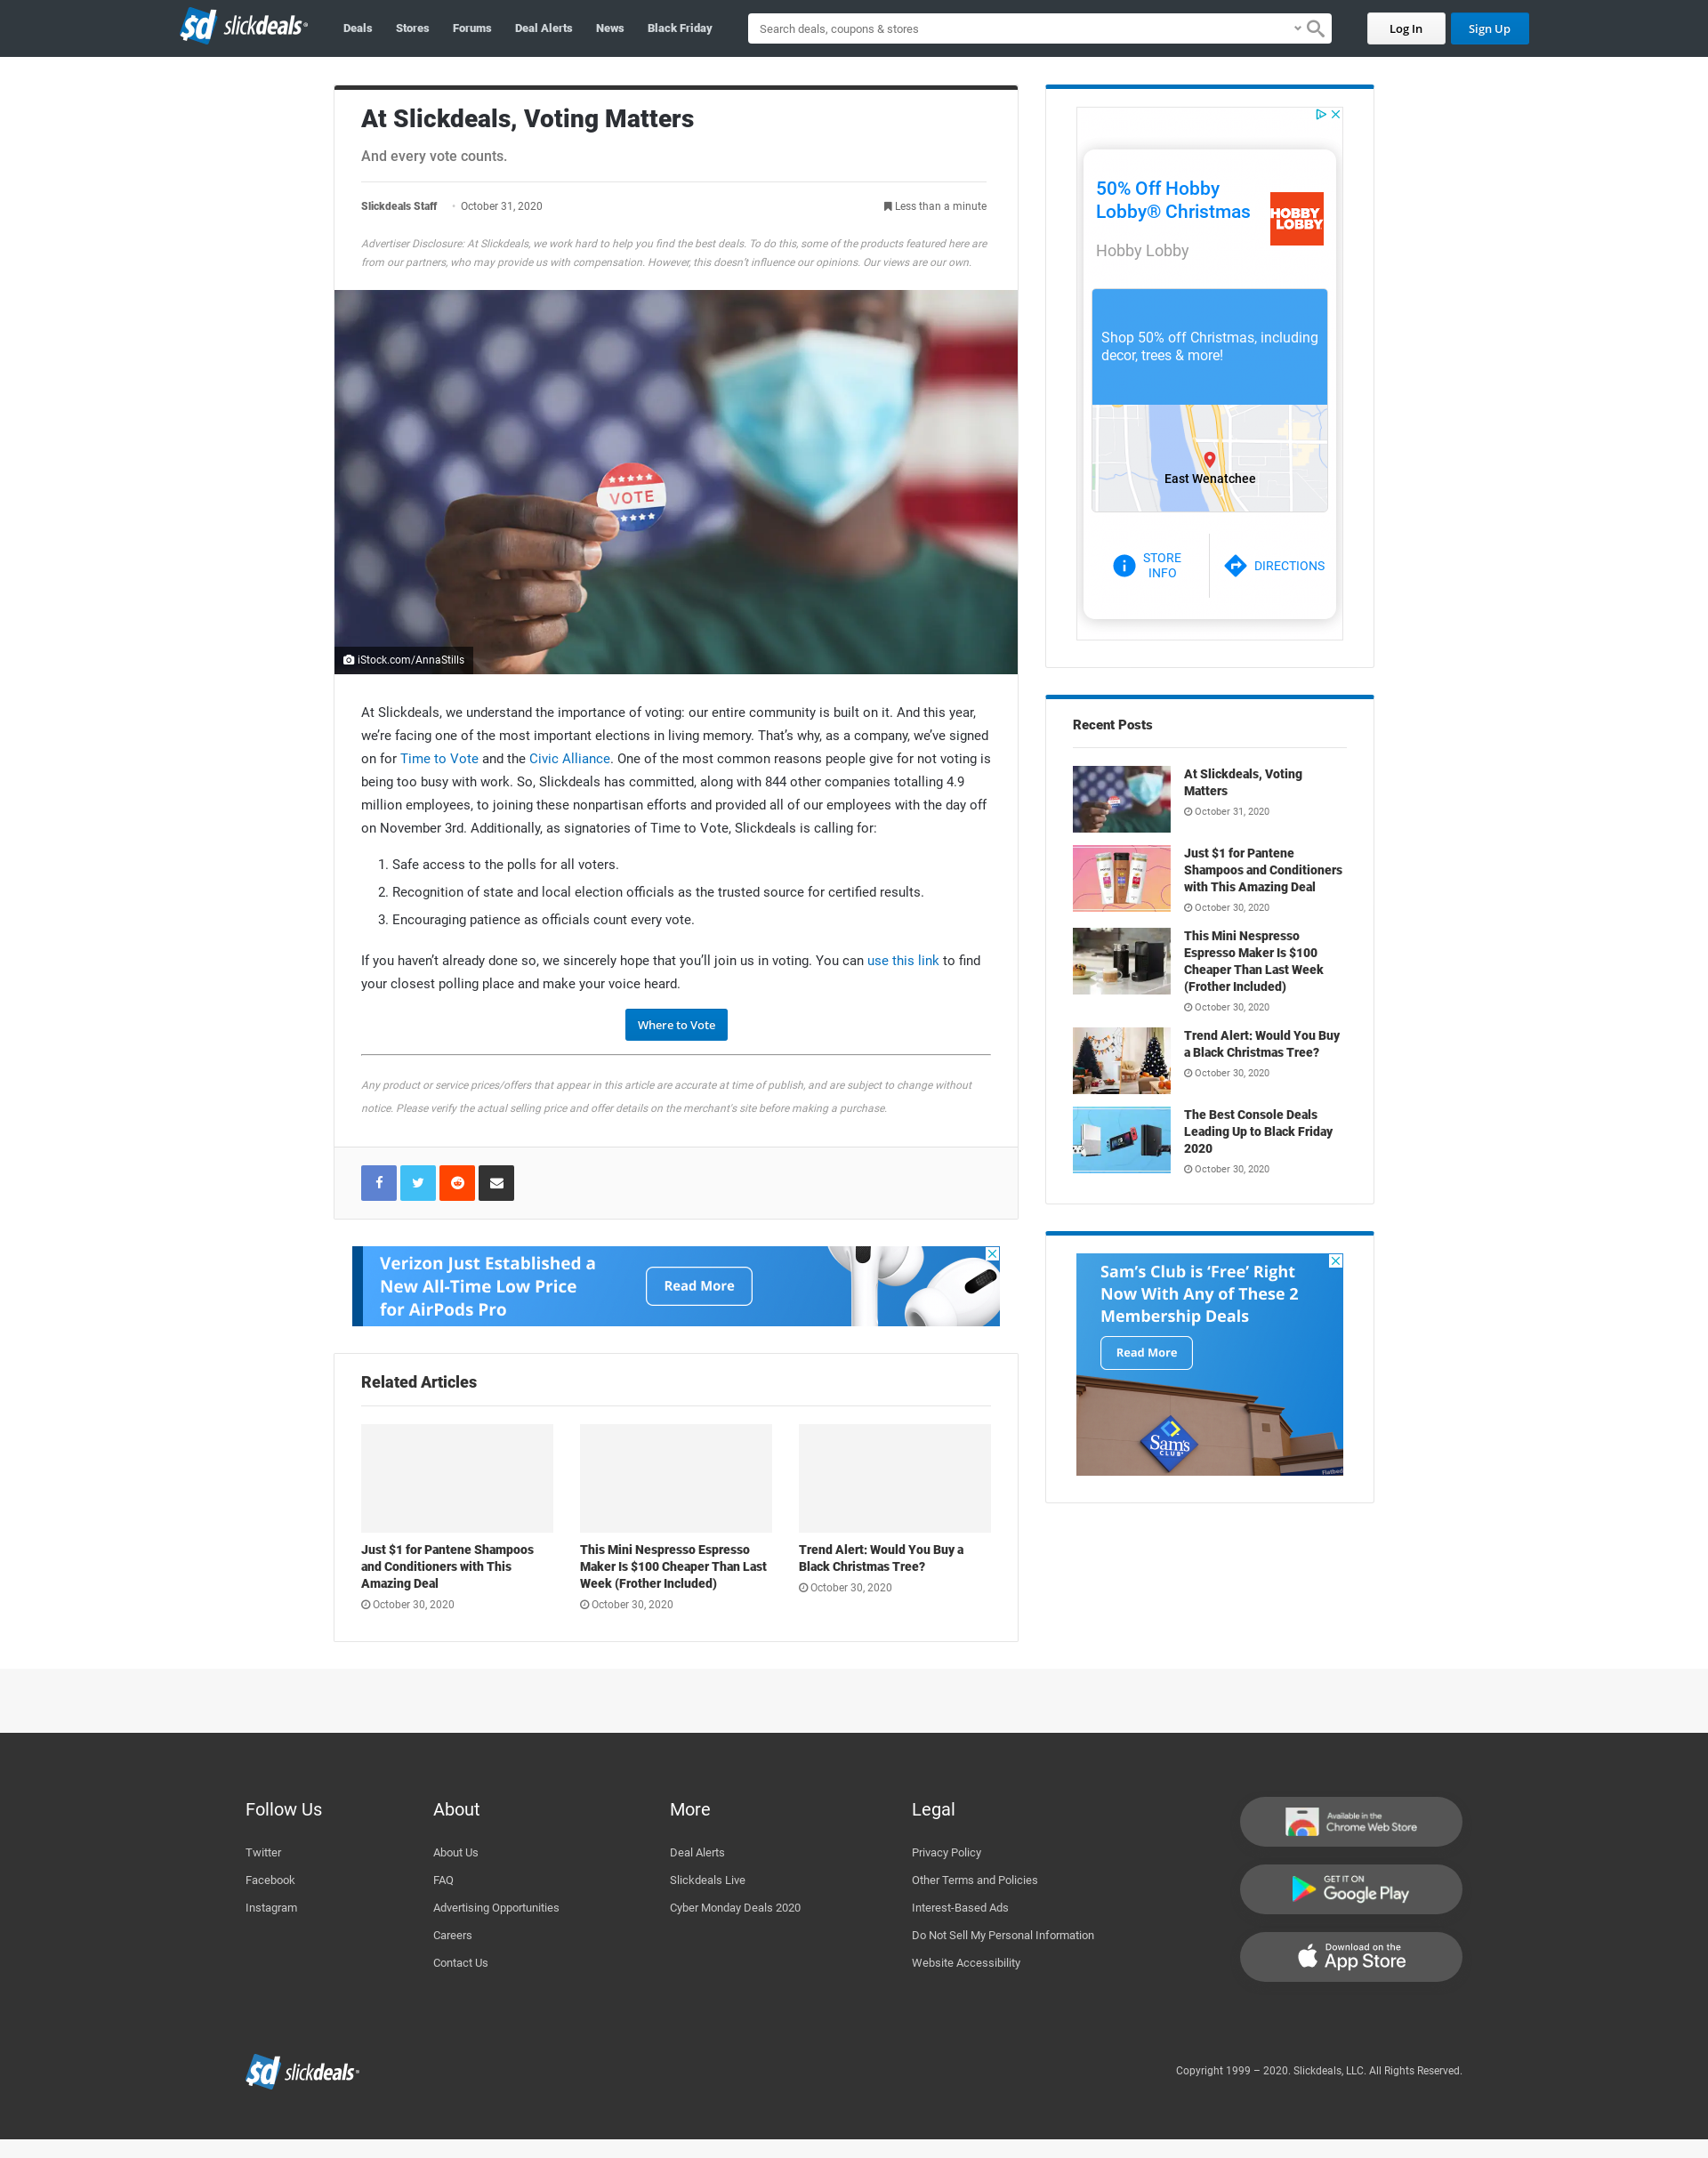 slickdeals
Deals
Stores
Forums
Deal Alerts
News
Black Friday
Search deals, coupons & stores
Log In
Sign Up
At Slickdeals, Voting Matters
And every vote counts.
Slickdeals Staff
• October 31, 2020
Less than a minute
Advertiser Disclosure: At Slickdeals, we work hard to help you find the best deals. To do this, some of the products featured here are
from our partners, who may provide us with compensation. However, this doesn't influence our opinions. Our views are our own.
VOTE
iStock.com/AnnaStills
At Slickdeals, we understand the importance of voting: our entire community is built on it. And this year,
we’re facing one of the most important elections in living memory. That’s why, as a company, we’ve signed
on for Time to Vote and the Civic Alliance. One of the most common reasons people give for not voting is
being too busy with work. So, Slickdeals has committed, along with 844 other companies totalling 4.9
million employees, to joining these nonpartisan efforts and provided all of our employees with the day off
on November 3rd. Additionally, as signatories of Time to Vote, Slickdeals is calling for:
1. Safe access to the polls for all voters.
2. Recognition of state and local election officials as the trusted source for certified results.
3. Encouraging patience as officials count every vote.
If you haven’t already done so, we sincerely hope that you’ll join us in voting. You can use this link to find
your closest polling place and make your voice heard.
Where to Vote
Any product or service prices/offers that appear in this article are accurate at time of publish, and are subject to change without
notice. Please verify the actual selling price and offer details on the merchant's site before making a purchase.
Verizon Just Established a
New All-Time Low Price
for AirPods Pro
Read More
Related Articles
Just $1 for Pantene Shampoos
and Conditioners with This
Amazing Deal
October 30, 2020
This Mini Nespresso Espresso
Maker Is $100 Cheaper Than Last
Week (Frother Included)
October 30, 2020
Trend Alert: Would You Buy a
Black Christmas Tree?
October 30, 2020
50% Off Hobby
Lobby® Christmas
Hobby Lobby
HOBBY
LOBBY
Shop 50% off Christmas, including
decor, trees & more!
East Wenatchee
STORE
INFO
DIRECTIONS
Recent Posts
At Slickdeals, Voting
Matters
October 31, 2020
Just $1 for Pantene
Shampoos and Conditioners
with This Amazing Deal
October 30, 2020
This Mini Nespresso
Espresso Maker Is $100
Cheaper Than Last Week
(Frother Included)
October 30, 2020
Trend Alert: Would You Buy
a Black Christmas Tree?
October 30, 2020
The Best Console Deals
Leading Up to Black Friday
2020
October 30, 2020
Sam’s Club is ‘Free’ Right
Now With Any of These 2
Membership Deals
Read More
Sam's
CLUB
Flatbed
Follow Us
Twitter
Facebook
Instagram
About
About Us
FAQ
Advertising Opportunities
Careers
Contact Us
More
Deal Alerts
Slickdeals Live
Cyber Monday Deals 2020
Legal
Privacy Policy
Other Terms and Policies
Interest-Based Ads
Do Not Sell My Personal Information
Website Accessibility
Available in the
Chrome Web Store
GET IT ON
Google Play
Download on the
App Store
slickdeals
Copyright 1999 – 2020. Slickdeals, LLC. All Rights Reserved.